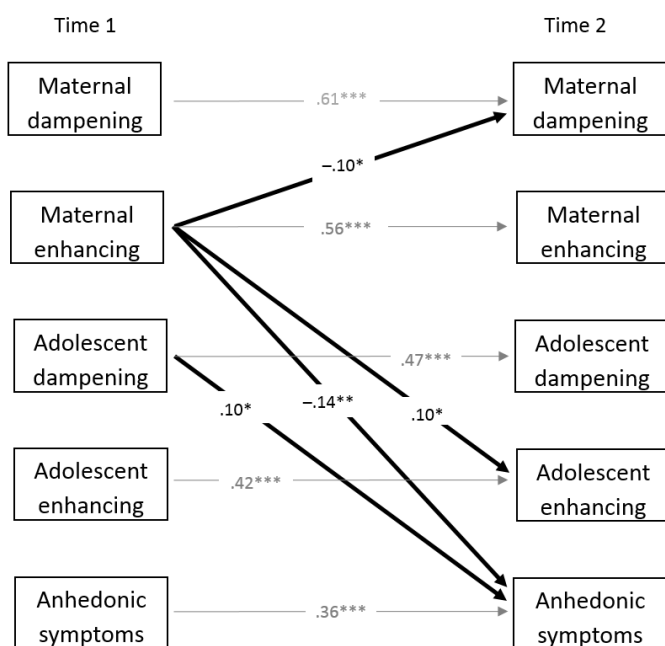 Time 1
Time 2
Maternal
dampening
.61***
Maternal
dampening
–.10*
Maternal
enhancing
.56***
Maternal
enhancing
Adolescent
dampening
.47***
Adolescent
dampening
.10*
–.14**
.10*
Adolescent
enhancing
.42***
Adolescent
enhancing
Anhedonic
symptoms
.36***
Anhedonic
symptoms